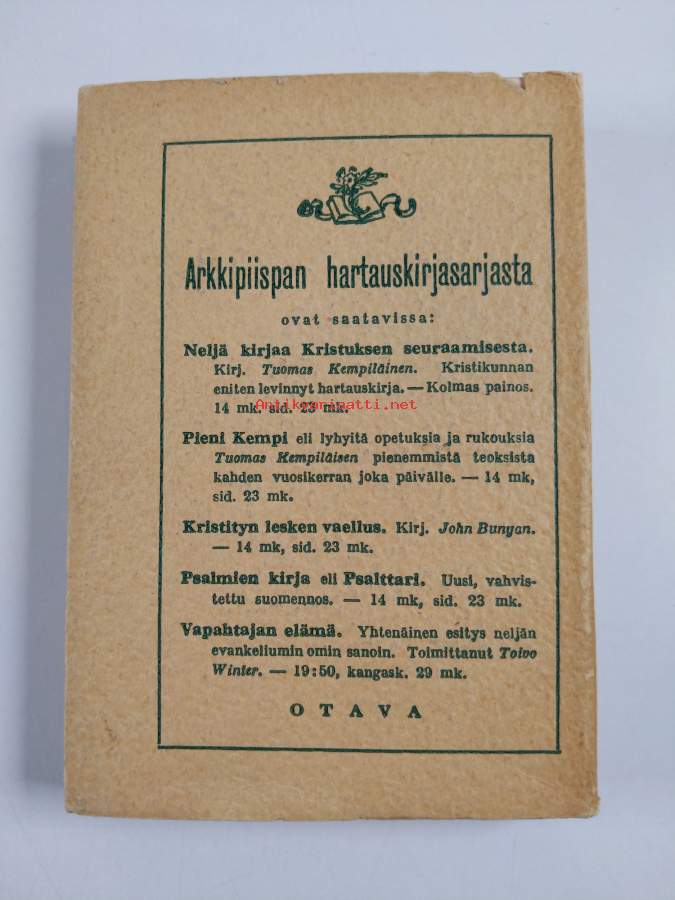 Arkkipiispan hartauskirjasarjasta
ovat saatavissa:
Neljä kirjaa Kristuksen seuraamisesta.
Kirj. Tuomas Kempiläinen. Kristikunnan
eniten levinnyt hartauskirja. — Kolmas painos.
14 mk. sid. 23 mk.
Antikvariaatti.net
Pieni Kempi eli lyhyitä opetuksia ja rukouksia
Tuomas Kempiläisen pienemmistä teoksista
kahden vuosikerran joka päivälle. — 14 mk,
sid. 23 mk.
Kristityn lesken vaellus. Kirj. John Bunyan.
— 14 mk, sid. 23 mk.
Psalmien kirja eli Psalttari. Uusi, vahvis-
tettu suomennos. — 14 mk, sid. 23 mk.
Vapahtajan elämä. Yhtenäinen esitys neljän
evankeliumin omin sanoin. Toimittanut Toivo
Winter. — 19:50, kangask. 29 mk.
OTAVA